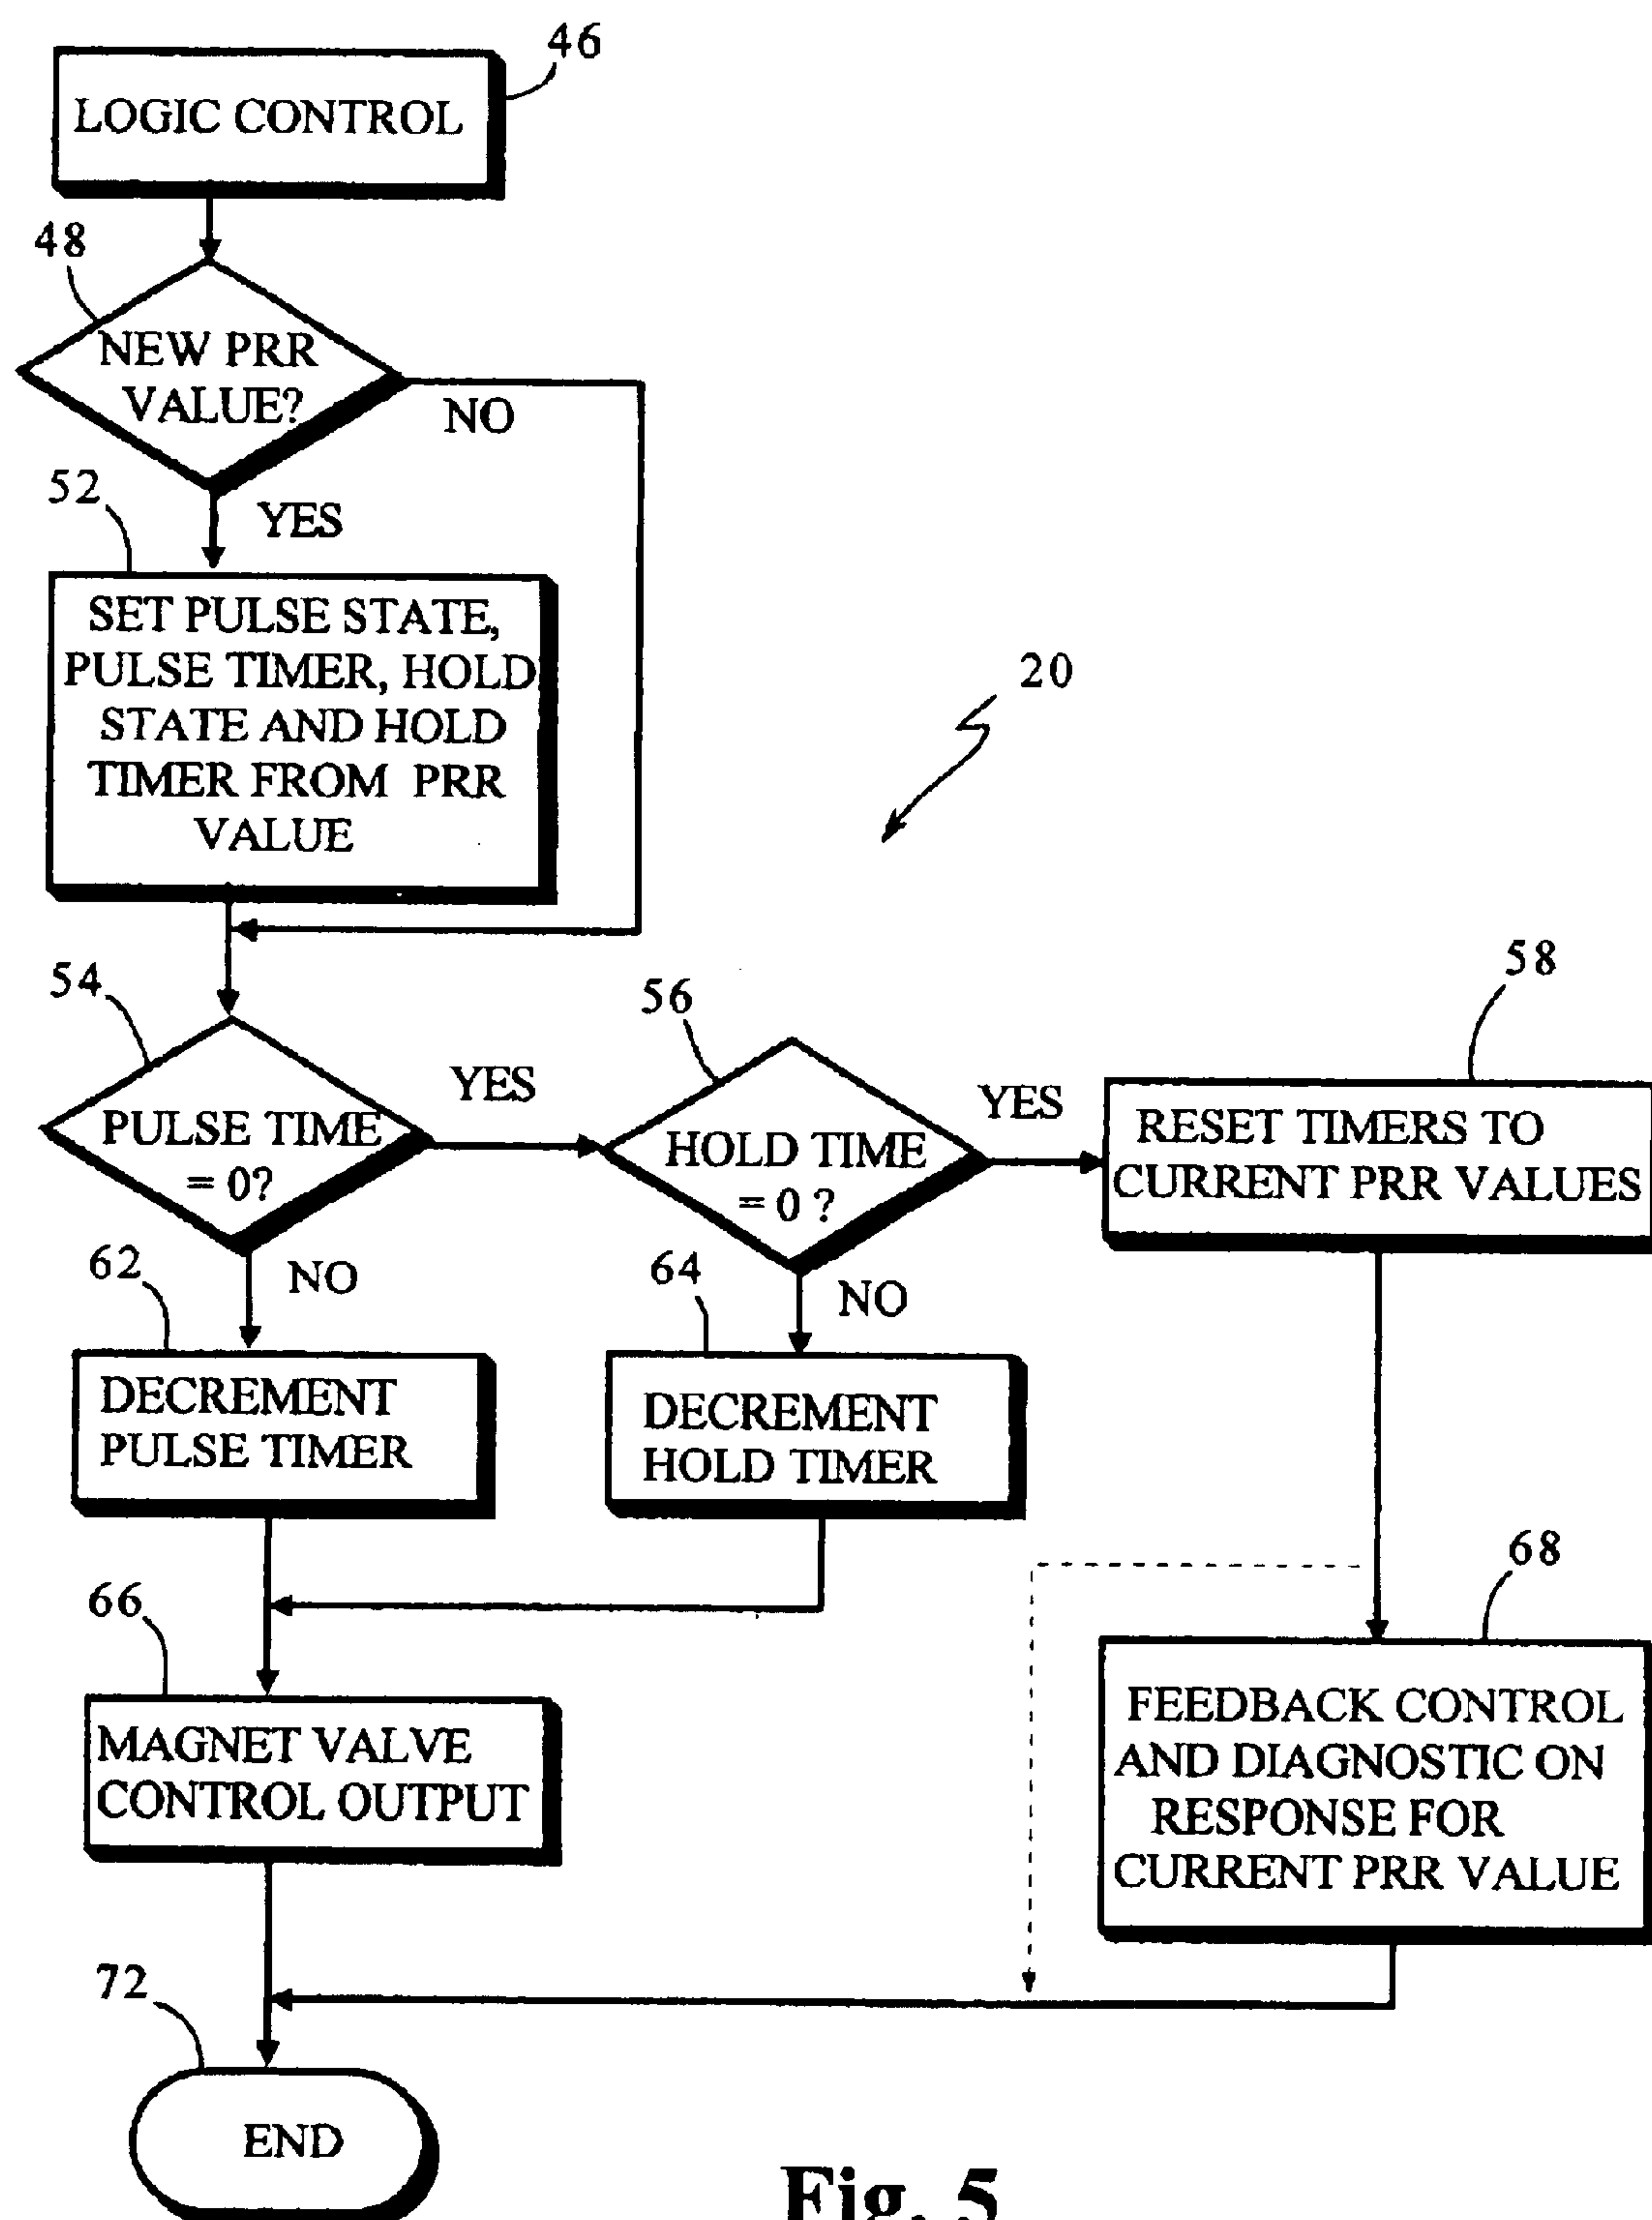 46
LOGIC CONTROL
48
NEW PRR
VALUE?
NO
YES
52
SET PULSE STATE,
PULSE TIMER, HOLD
STATE AND HOLD
TIMER FROM PRR
VALUE
20
54
PULSE TIME
= 0?
YES
NO
56
HOLD TIME
= 0 ?
YES
NO
58
RESET TIMERS TO
CURRENT PRR VALUES
62
DECREMENT
PULSE TIMER
64
DECREMENT
HOLD TIMER
66
MAGNET VALVE
CONTROL OUTPUT
68
FEEDBACK CONTROL
AND DIAGNOSTIC ON
RESPONSE FOR
CURRENT PRR VALUE
72
END
Fig. 5